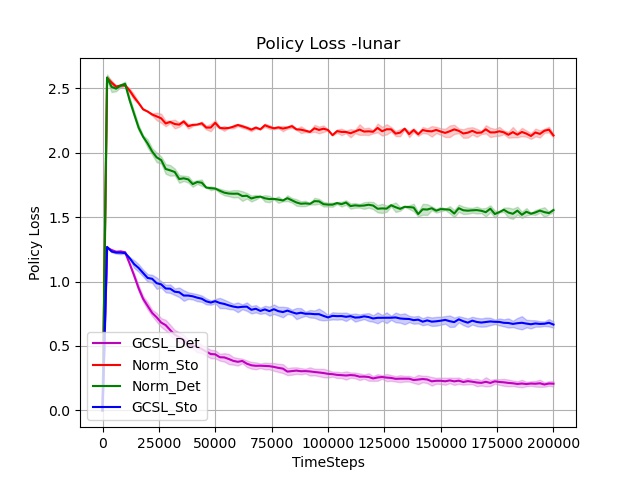 Policy Loss -lunar
Policy Loss
2.5
2.0
1.5
1.0
0.5
0.0
GCSL_Det
Norm_Sto
Norm_Det
GCSL_Sto
0 25000 50000 75000 100000 125000 150000 175000 200000
TimeSteps